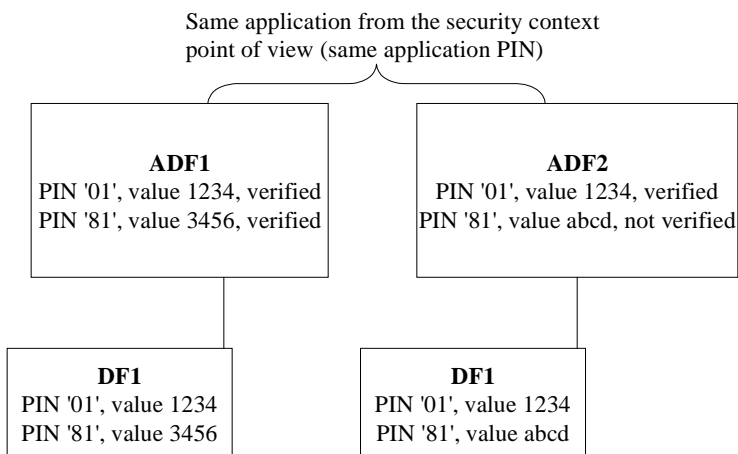 Same application from the security context
point of view (same application PIN)
ADF1
PIN '01', value 1234, verified
PIN '81', value 3456, verified
ADF2
PIN '01', value 1234, verified
PIN '81', value abcd, not verified
DF1
PIN '01', value 1234
PIN '81', value 3456
DF1
PIN '01', value 1234
PIN '81', value abcd